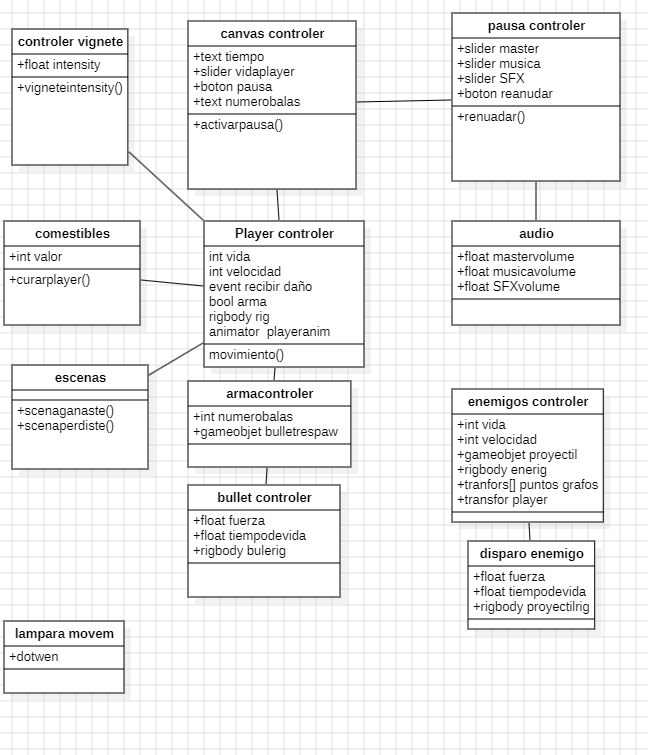 controler vignete
+float intensity
+vigneteintensity()
canvas controler
+text tiempo
+slider vidaplayer
+boton pausa
+text numerobalas
+activarpausa()
pausa controler
+slider master
+slider musica
+slider SFX
+boton reanudar
+renuadar()
comestibles
+int valor
+curarplayer()
Player controler
int vida
int velocidad
event recibir daño
bool arma
rigbody rig
animator playeranim
movimiento()
audio
+float mastervolume
+float musicavolume
+float SFXvolume
escenas
+scenaganaste()
+scenaperdiste()
armacontroler
+int numerobalas
+gameobjet bulletrespaw
enemigos controler
+int vida
+int velocidad
+gameobjet proyectil
+rigbody enerig
+tranfors[] puntos grafos
+transfor player
bullet controler
+float fuerza
+float tiempodevida
+rigbody bulerig
disparo enemigo
+float fuerza
+float tiempodevida
+rigbody proyectilrig
lampara movem
+dotwen